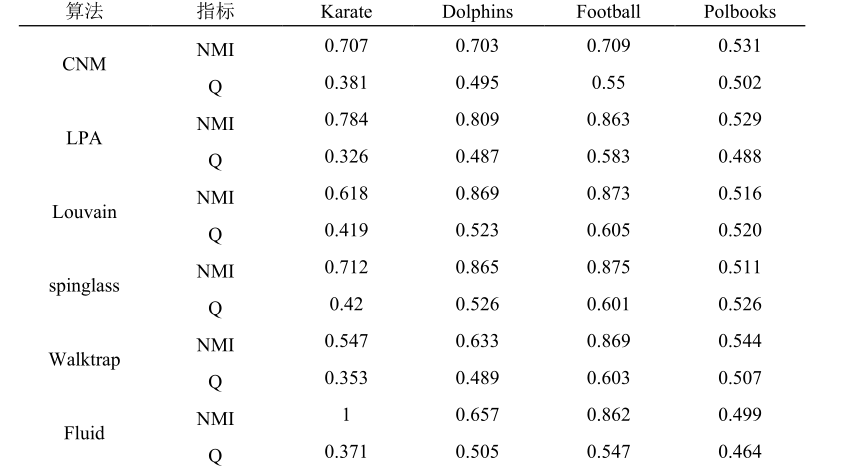 算法 指标 Karate Dolphins Football Polbooks
CNM NMI 0.707 0.703 0.709 0.531
Q 0.381 0.495 0.55 0.502
LPA NMI 0.784 0.809 0.863 0.529
Q 0.326 0.487 0.583 0.488
Louvain NMI 0.618 0.869 0.873 0.516
Q 0.419 0.523 0.605 0.520
spinglass NMI 0.712 0.865 0.875 0.511
Q 0.42 0.526 0.601 0.526
Walktrap NMI 0.547 0.633 0.869 0.544
Q 0.353 0.489 0.603 0.507
Fluid NMI 1 0.657 0.862 0.499
Q 0.371 0.505 0.547 0.464